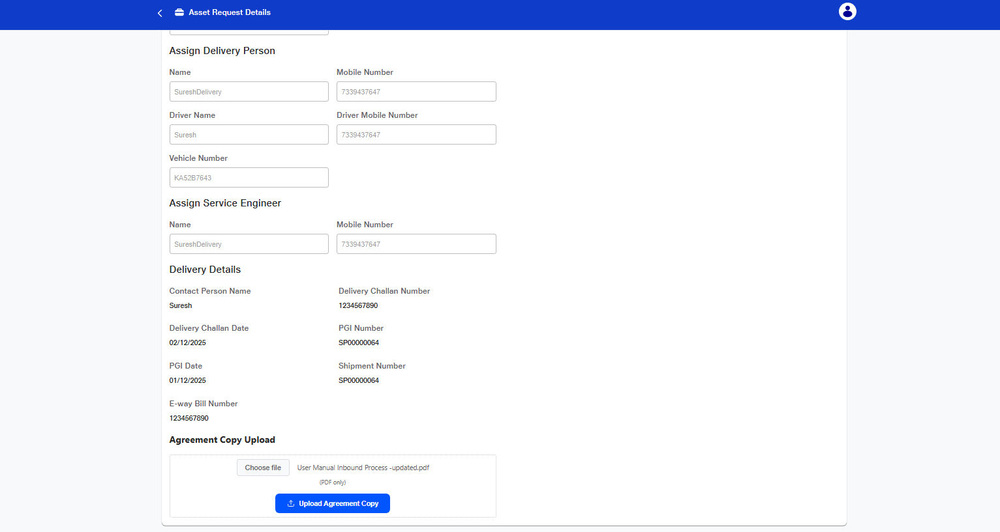 Asset Request Details
Assign Delivery Person
Name Mobile Number
SureshDelivery 7339437647
Driver Name Driver Mobile Number
Suresh 7339437647
Vehicle Number
KA52B7643
Assign Service Engineer
Name Mobile Number
SureshDelivery 7339437647
Delivery Details
Contact Person Name Delivery Challan Number
Suresh 1234567890
Delivery Challan Date PGI Number
02/12/2025 SP00000064
PGI Date Shipment Number
01/12/2025 SP00000064
E-way Bill Number
1234567890
Agreement Copy Upload
Choose file User Manual Inbound Process -updated.pdf
(PDF only)
Upload Agreement Copy